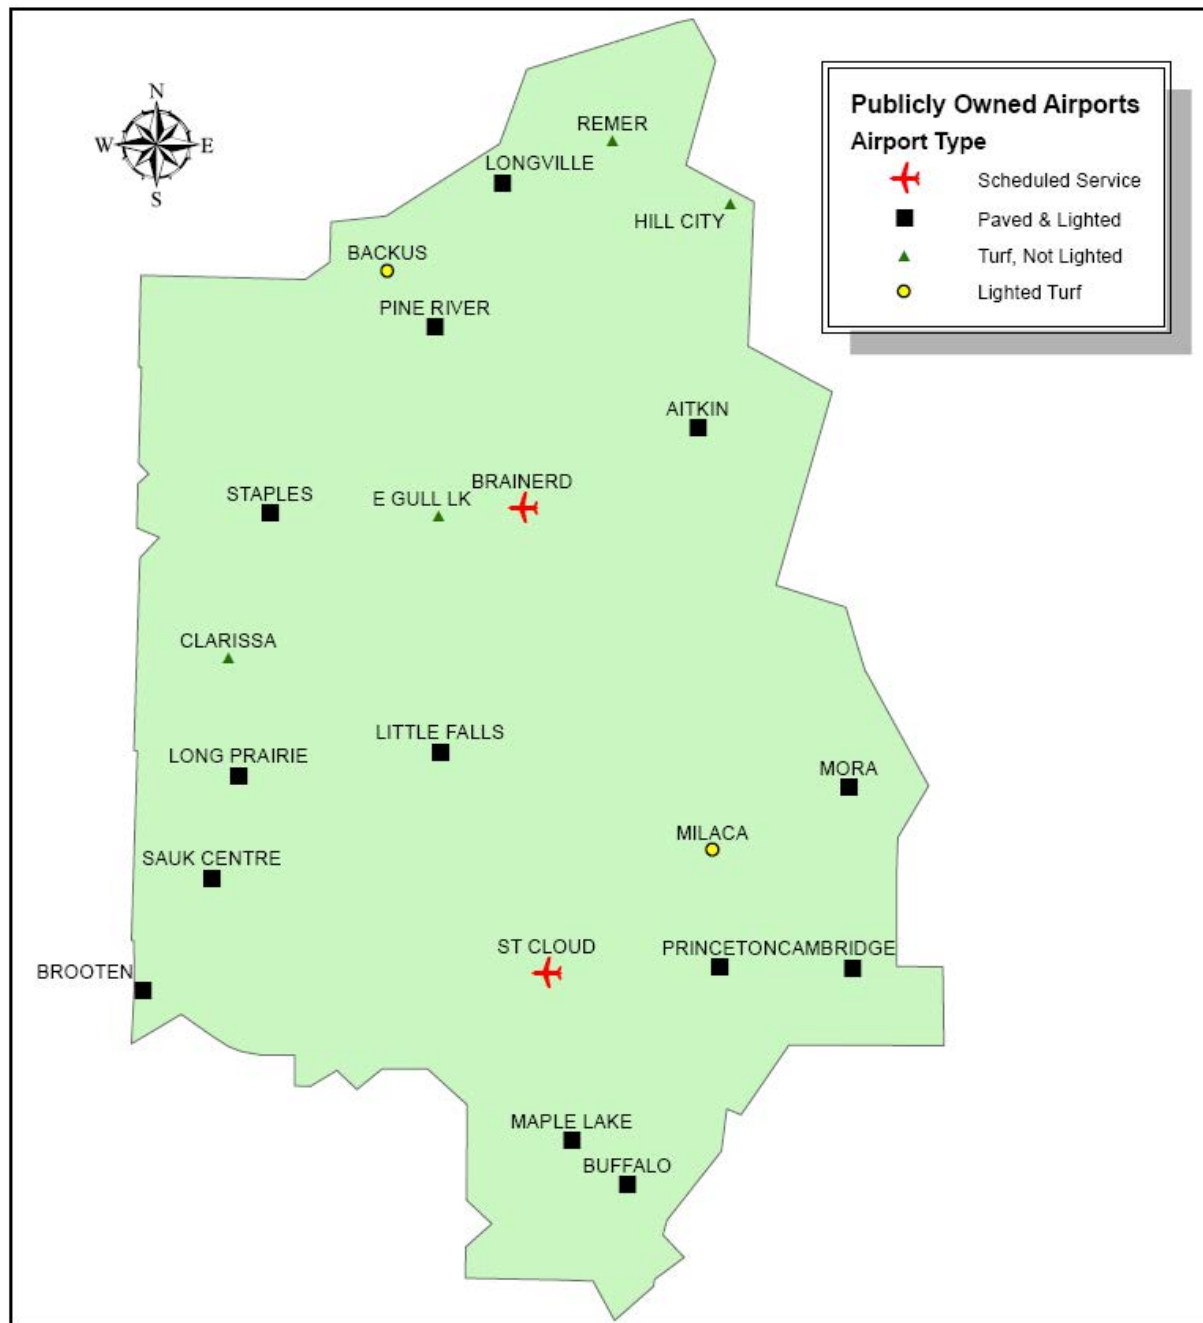 N
W
E
S
Publicly Owned Airports
Airport Type
Scheduled Service
Paved & Lighted
Turf, Not Lighted
Lighted Turf
REMER
LONGVILLE
HILL CITY
BACKUS
PINE RIVER
AITKIN
BRAINERD
STAPLES
E GULL LK
CLARISSA
LITTLE FALLS
LONG PRAIRIE
MORA
MILACA
SAUK CENTRE
ST CLOUD
PRINCETON
CAMBRIDGE
BROOTEN
MAPLE LAKE
BUFFALO